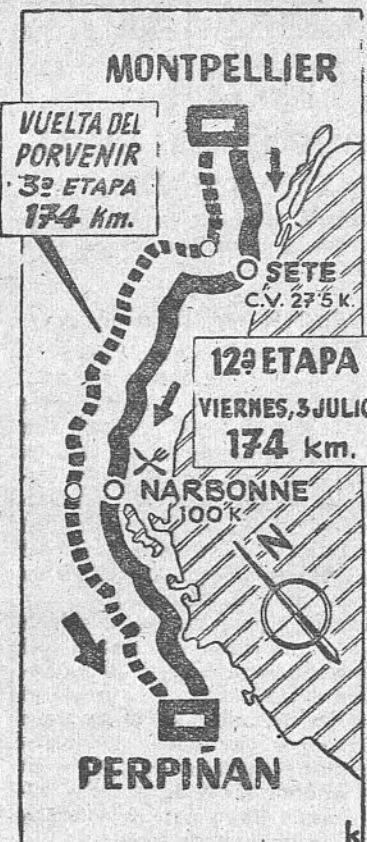 MONTPELLIER
VUELTA DEL
PORVENIR
3ª ETAPA
174 Km.
SETE
C.V. 27'5 K.
12ª ETAPA
VIERNES, 3 JULIO
174 km.
NARBONNE
100 K
N
PERPIÑAN
k